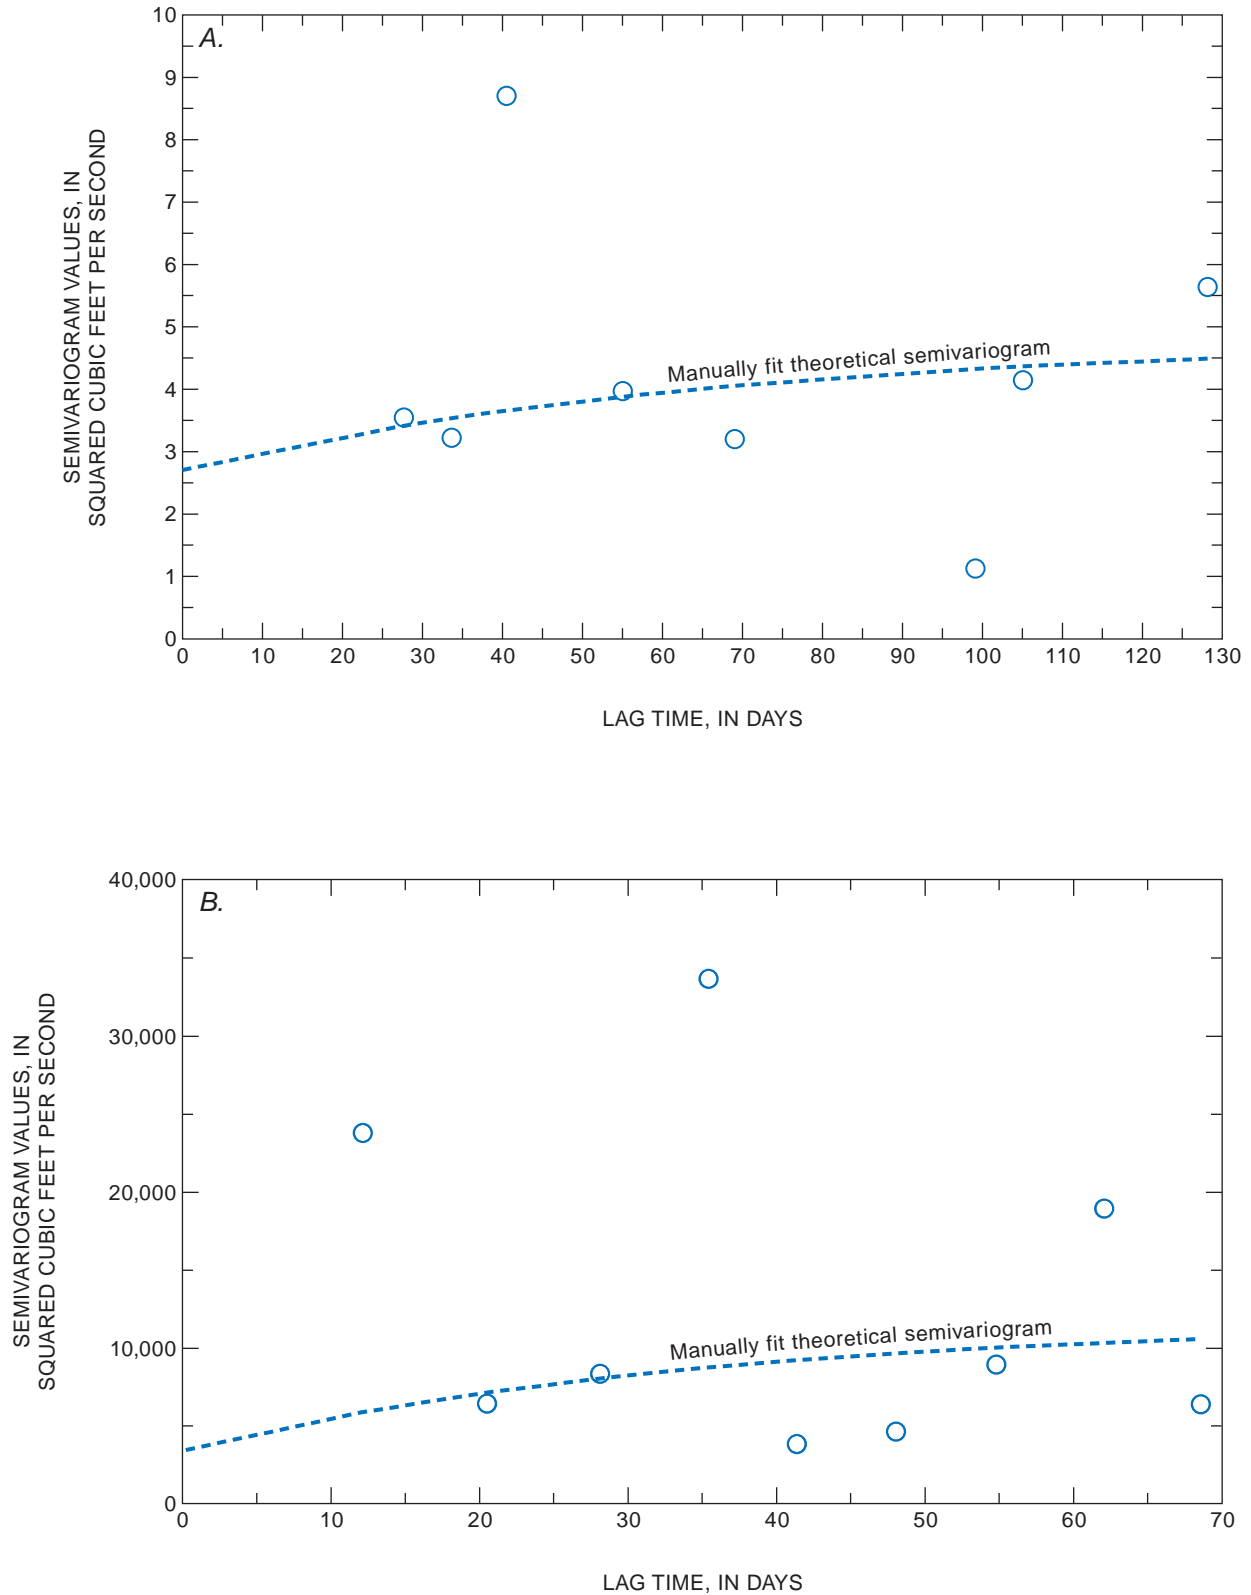 A.
10
9
8
7
6
5
4
3
2
1
0
SEMIVARIOGRAM VALUES, IN
SQUARED CUBIC FEET PER SECOND
Manually fit theoretical semivariogram
0 10 20 30 40 50 60 70 80 90 100 110 120 130
LAG TIME, IN DAYS
B.
40,000
30,000
20,000
10,000
0
SEMIVARIOGRAM VALUES, IN
SQUARED CUBIC FEET PER SECOND
Manually fit theoretical semivariogram
0 10 20 30 40 50 60 70
LAG TIME, IN DAYS